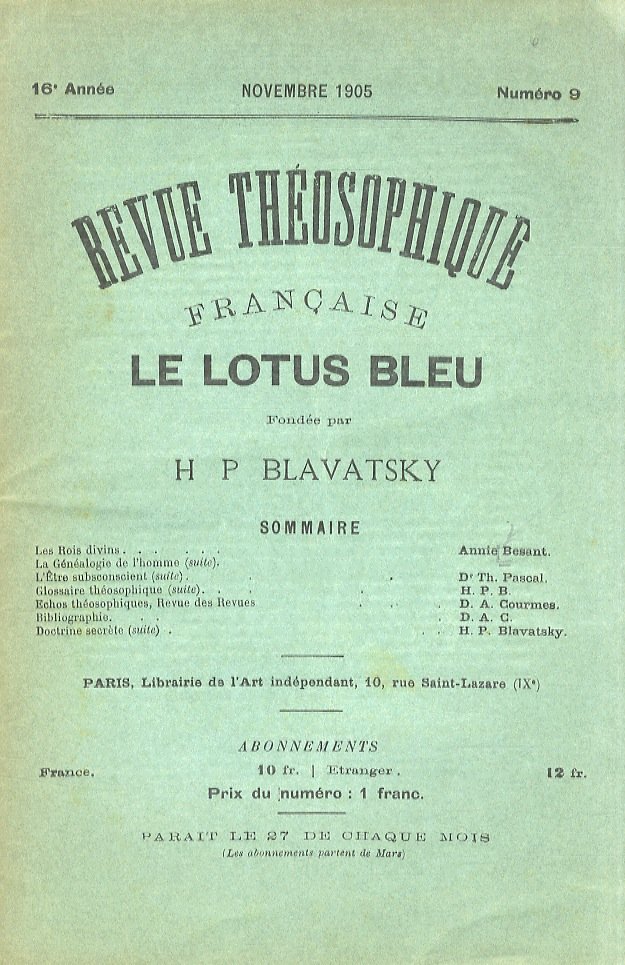 16e Année NOVEMBRE 1905 Numéro 9
REVUE THÉOSOPHIQUE
FRANÇAISE
LE LOTUS BLEU
Fondée par
H P BLAVATSKY
SOMMAIRE
Les Rois divins . . . . . . Annie Besant.
La Généalogie de l'homme (suite).
L'Être subsconscient (suite) . . . Dr Th. Pascal.
Glossaire théosophique (suite) . . . . H. P. B.
Echos théosophiques, Revue des Revues . . . D. A. Courmes.
Bibliographie. . . . D. A. C.
Doctrine secrète (suite) . . . H. P. Blavatsky.
PARIS, Librairie de l'Art indépendant, 10, rue Saint-Lazare (IXe)
ABONNEMENTS
France. 10 fr. | Etranger . 12 fr.
Prix du numéro : 1 franc.
PARAIT LE 27 DE CHAQUE MOIS
(Les abonnements partent de Mars)